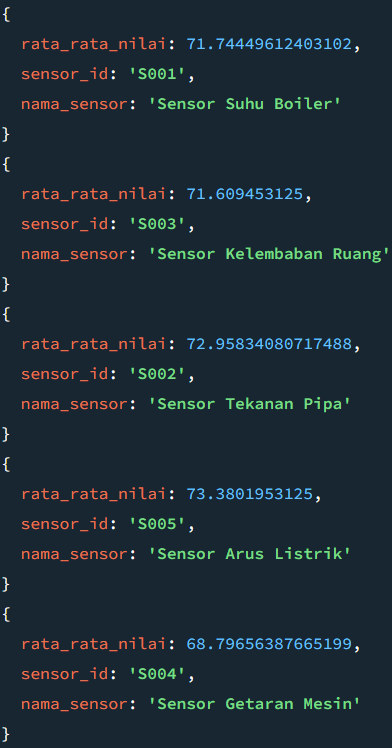 {
  rata_rata_nilai: 71.74449612403102,
  sensor_id: 'S001',
  nama_sensor: 'Sensor Suhu Boiler'
}
{
  rata_rata_nilai: 71.609453125,
  sensor_id: 'S003',
  nama_sensor: 'Sensor Kelembaban Ruang'
}
{
  rata_rata_nilai: 72.95834080717488,
  sensor_id: 'S002',
  nama_sensor: 'Sensor Tekanan Pipa'
}
{
  rata_rata_nilai: 73.3801953125,
  sensor_id: 'S005',
  nama_sensor: 'Sensor Arus Listrik'
}
{
  rata_rata_nilai: 68.79656387665199,
  sensor_id: 'S004',
  nama_sensor: 'Sensor Getaran Mesin'
}